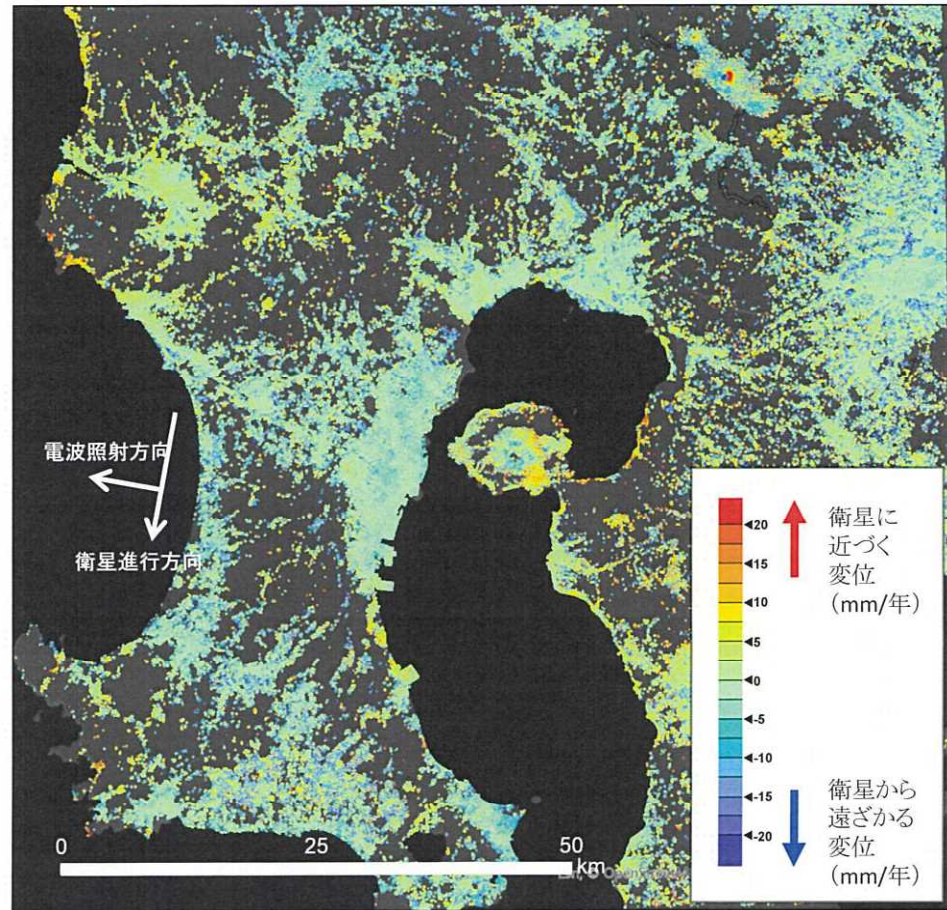 電波照射方向
衛星進行方向
0 25 50
km
20
15
10
5
0
-5
-10
-15
-20
衛星に
近づく
変位
(mm/年)
衛星から
遠ざかる
変位
(mm/年)